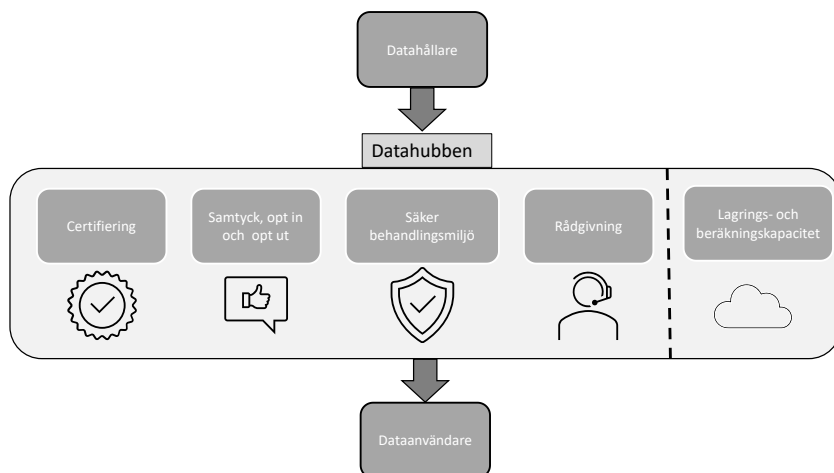 Datahållare
Datahubben
Certifiering
Samtyck, opt in
och opt ut
Säker
behandlingsmiljö
Rådgivning
Lagrings- och
beräkningskapacitet
Dataanvändare